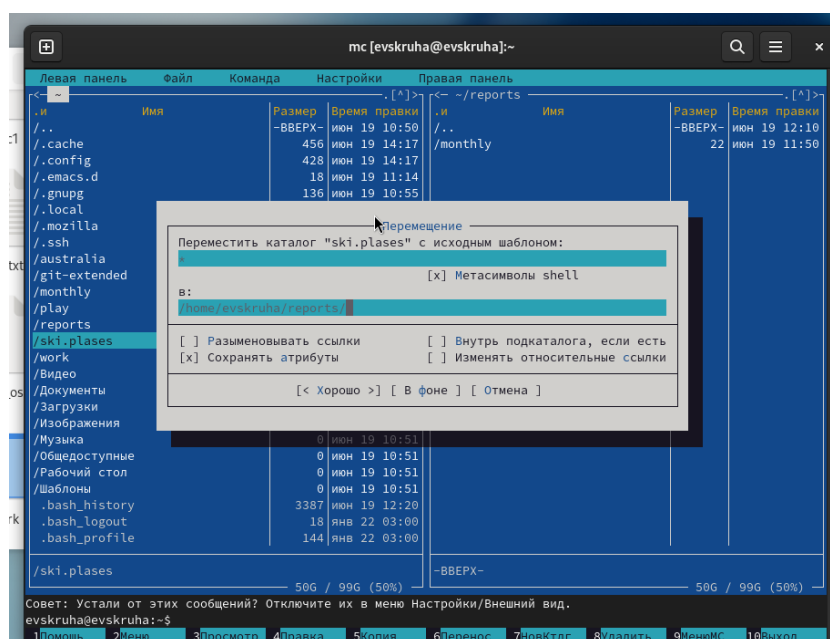 mc [evskruha@evskruha]:~
Левая панель Файл Команда Настройки Правая панель
<— ~ .[^]> <— ~/reports .[^]>
.и Имя Размер Время правки .и Имя Размер Время правки
/.. -ВВЕРХ- июн 19 10:50 /.. -ВВЕРХ- июн 19 12:10
/.cache 456 июн 19 14:17 /monthly 22 июн 19 11:50
/.config 428 июн 19 14:17
/.emacs.d 18 июн 19 11:14
/.gnupg 136 июн 19 10:55
/.local
/.mozilla
/.ssh
/australia
/git-extended
/monthly
/play
/reports
/ski.plases
/work
/Видео
/Документы
/Загрузки
/Изображения
/Музыка 0 июн 19 10:51
/Общедоступные 0 июн 19 10:51
/Рабочий стол 0 июн 19 10:51
/Шаблоны 0 июн 19 10:51
.bash_history 3387 июн 19 12:20
.bash_logout 18 янв 22 03:00
.bash_profile 144 янв 22 03:00
Перемещение
Переместить каталог "ski.plases" с исходным шаблоном:
*
[x] Метасимволы shell
в:
/home/evskruha/reports/
[ ] Разыменовывать ссылки [ ] Внутрь подкаталога, если есть
[x] Сохранять атрибуты [ ] Изменять относительные ссылки
[< Хорошо >] [ В фоне ] [ Отмена ]
/ski.plases -ВВЕРХ-
50G / 99G (50%) 50G / 99G (50%)
Совет: Устали от этих сообщений? Отключите их в меню Настройки/Внешний вид.
evskruha@evskruha:~$
1Помощь 2Меню 3Просмотр 4Правка 5Копия 6Перенос 7НовКтлг 8Удалить 9МенюMC 10Выход